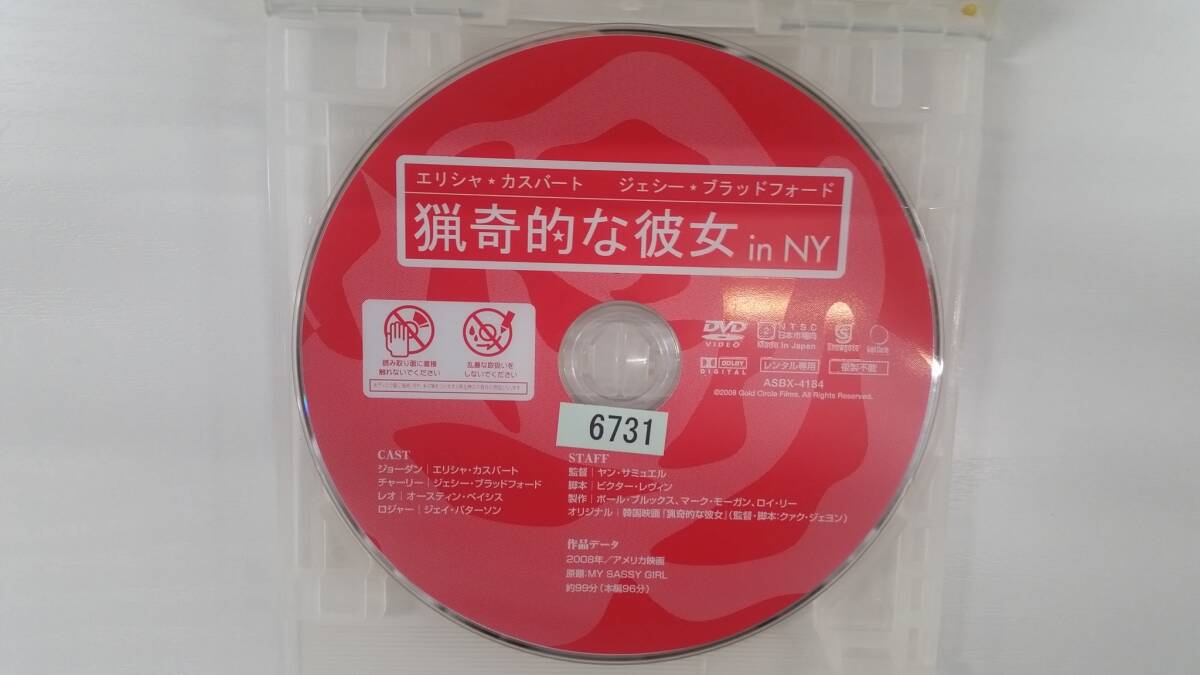 エリシャ★カスバート　ジェシー★ブラッドフォード
猟奇的な彼女 in NY
読み取り面に直接
触れないでください
乱暴な取扱いを
しないでください
DVD
VIDEO
NTSC
日本市場向
Made in Japan
DOLBY
DIGITAL
レンタル専用
複製不能
ASBX-4184
©2008 Gold Circle Films. All Rights Reserved.
6731
CAST
ジョーダン｜エリシャ・カスバート
チャーリー｜ジェシー・ブラッドフォード
レオ｜オースティン・ベイシス
ロジャー｜ジェイ・パターソン
STAFF
監督｜ヤン・サミュエル
脚本｜ビクター・レヴィン
製作｜ポール・ブルックス、マーク・モーガン、ロイ・リー
オリジナル｜韓国映画「猟奇的な彼女」（監督・脚本：クァク・ジェヨン）
作品データ
2008年／アメリカ映画
原題：MY SASSY GIRL
約99分（本編96分）